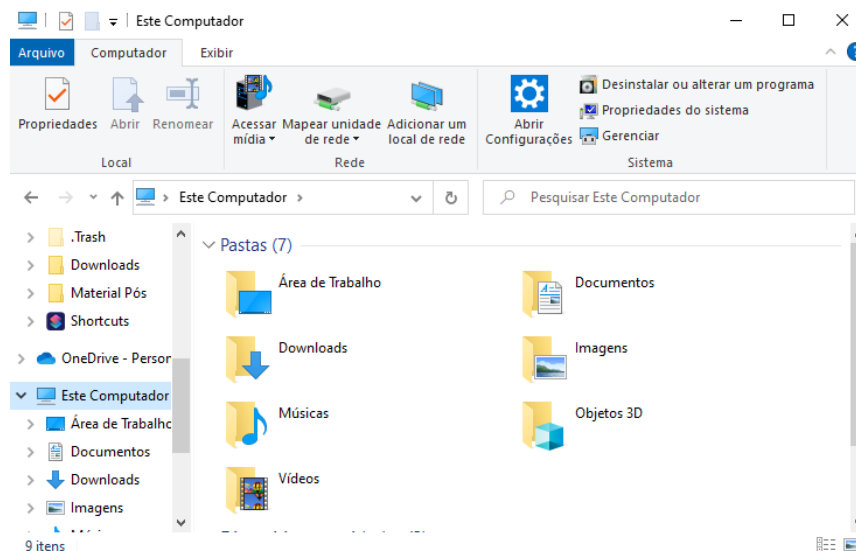 Este Computador
Arquivo Computador Exibir
Propriedades Abrir Renomear
Acessar mídia
Mapear unidade de rede
Adicionar um local de rede
Abrir Configurações
Desinstalar ou alterar um programa
Propriedades do sistema
Gerenciar
Local Rede Sistema
Este Computador
Pesquisar Este Computador
.Trash
Downloads
Material Pós
Shortcuts
OneDrive - Person
Este Computador
Área de Trabalho
Documentos
Downloads
Imagens
Pastas (7)
Área de Trabalho
Documentos
Downloads
Imagens
Músicas
Objetos 3D
Vídeos
9 itens